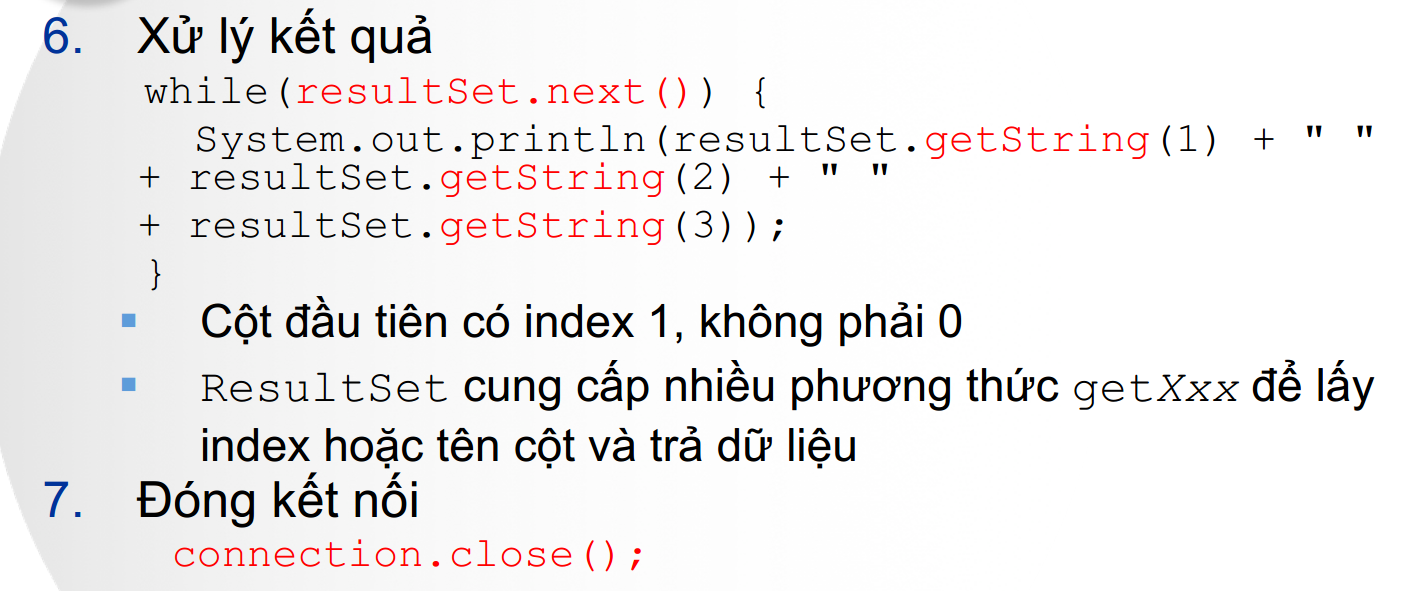 6. Xử lý kết quả
while(resultSet.next()) {
System.out.println(resultSet.getString(1) + " "
+ resultSet.getString(2) + " "
+ resultSet.getString(3));
}
▪ Cột đầu tiên có index 1, không phải 0
▪ ResultSet cung cấp nhiều phương thức getXxx để lấy
index hoặc tên cột và trả dữ liệu
7. Đóng kết nối
connection.close();